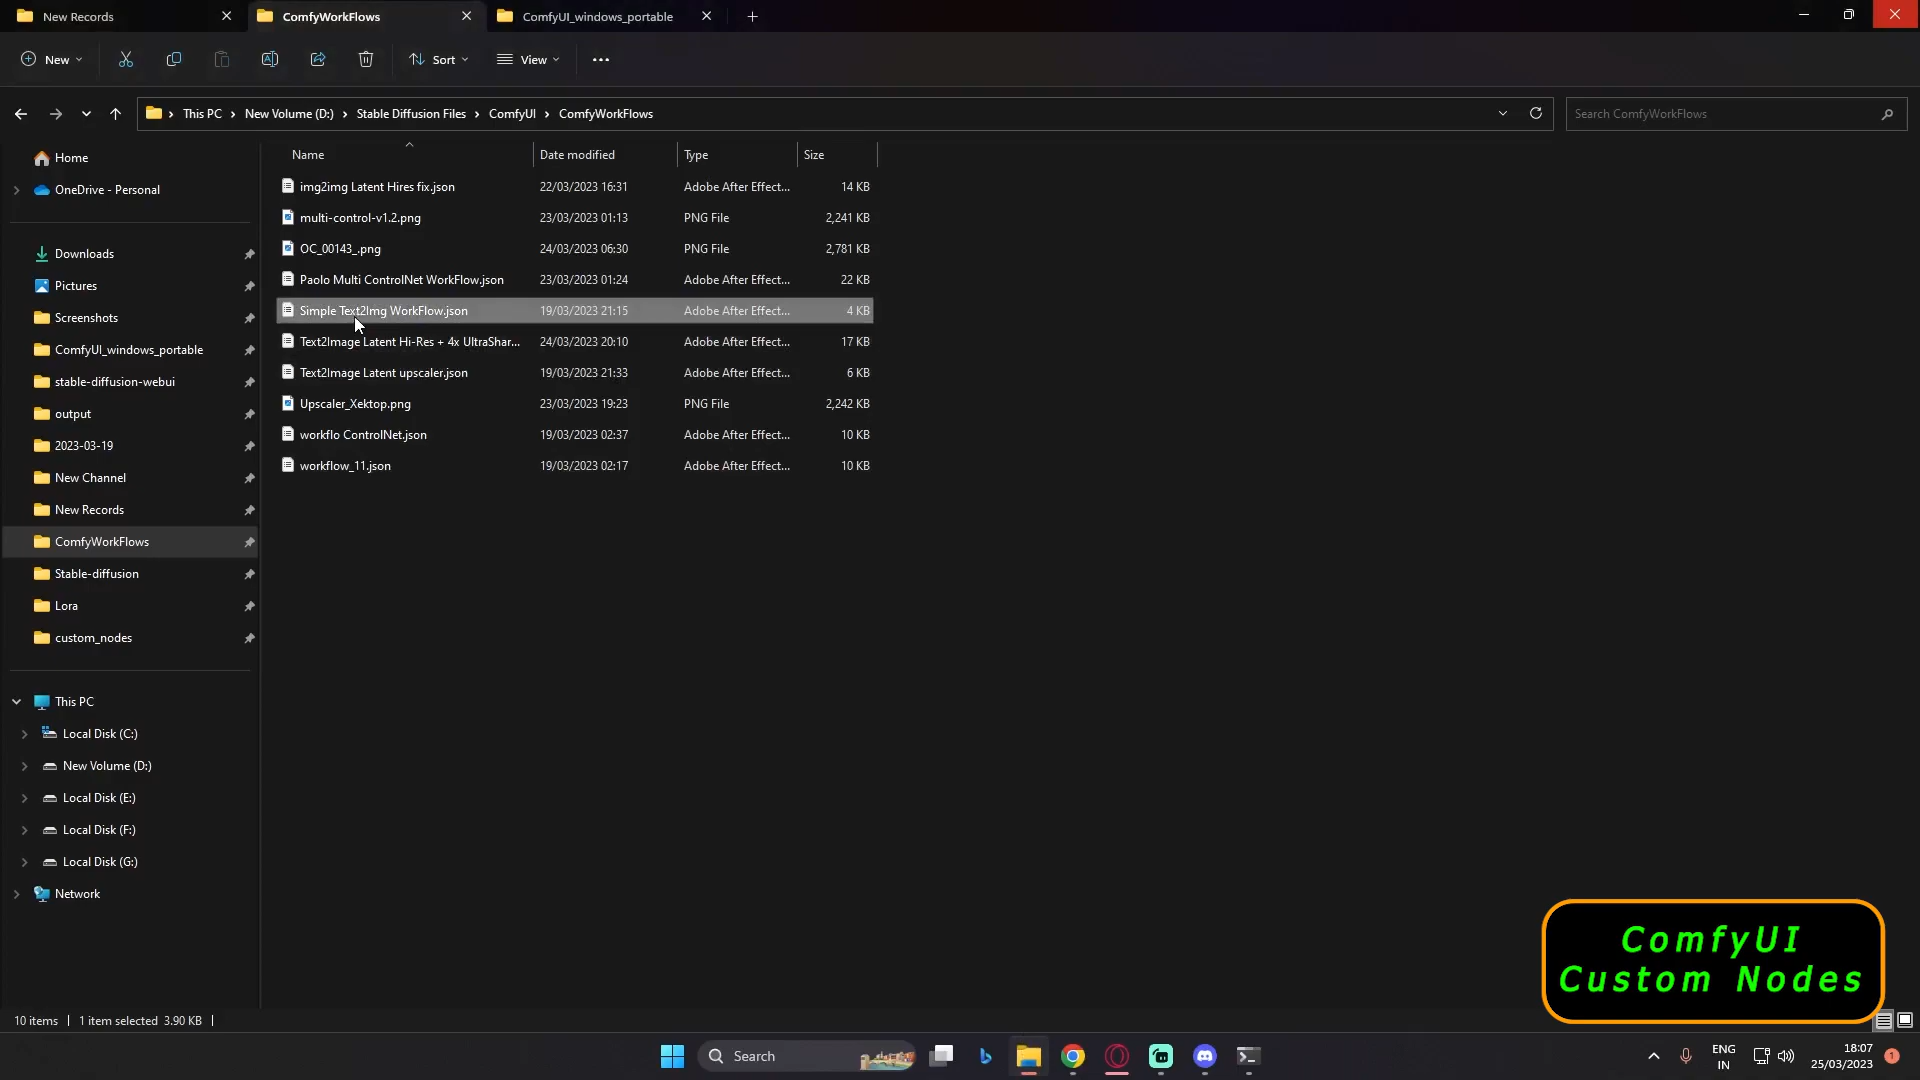 New Records
ComfyWorkFlows
ComfyUI_windows_portable
New
Sort
View
This PC
New Volume (D:)
Stable Diffusion Files
ComfyUI
ComfyWorkFlows
Search ComfyWorkFlows
Home
OneDrive - Personal
Downloads
Pictures
Screenshots
ComfyUI_windows_portable
stable-diffusion-webui
output
2023-03-19
New Channel
New Records
ComfyWorkFlows
Stable-diffusion
Lora
custom_nodes
This PC
Local Disk (C:)
New Volume (D:)
Local Disk (E:)
Local Disk (F:)
Local Disk (G:)
Network
Name Date modified Type Size
img2img Latent Hires fix.json 22/03/2023 16:31 Adobe After Effect... 14 KB
multi-control-v1.2.png 23/03/2023 01:13 PNG File 2,241 KB
OC_00143_.png 24/03/2023 06:30 PNG File 2,781 KB
Paolo Multi ControlNet WorkFlow.json 23/03/2023 01:24 Adobe After Effect... 22 KB
Simple Text2Img WorkFlow.json 19/03/2023 21:15 Adobe After Effect... 4 KB
Text2Image Latent Hi-Res + 4x UltraShar... 24/03/2023 20:10 Adobe After Effect... 17 KB
Text2Image Latent upscaler.json 19/03/2023 21:33 Adobe After Effect... 6 KB
Upscaler_Xektop.png 23/03/2023 19:23 PNG File 2,242 KB
workflo ControlNet.json 19/03/2023 02:37 Adobe After Effect... 10 KB
workflow_11.json 19/03/2023 02:17 Adobe After Effect... 10 KB
ComfyUI
Custom Nodes
10 items
1 item selected 3.90 KB
Search
ENG
IN
18:07
25/03/2023
1